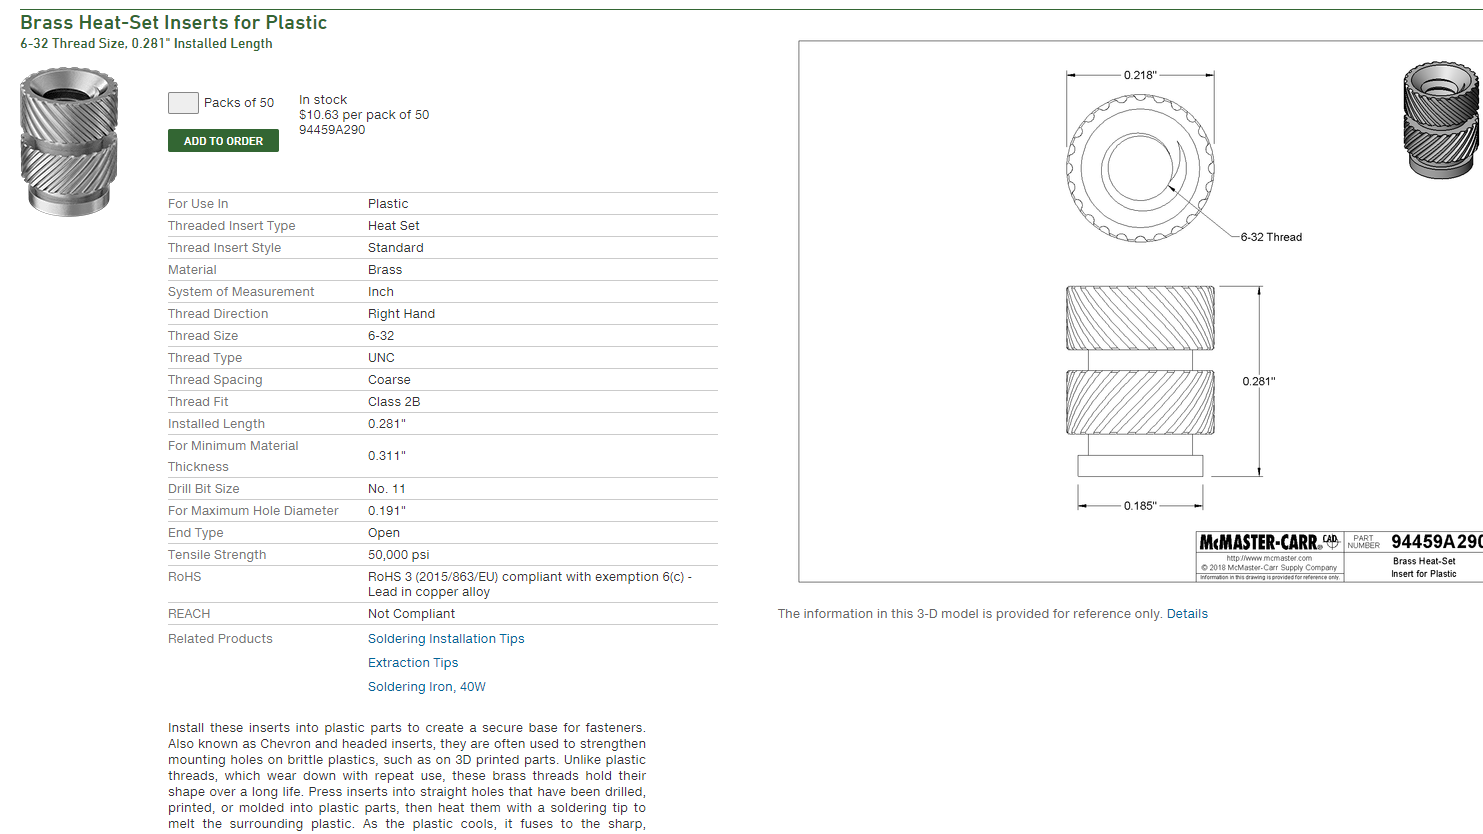 Brass Heat-Set Inserts for Plastic
6-32 Thread Size, 0.281" Installed Length
Packs of 50
In stock
$10.63 per pack of 50
94459A290
ADD TO ORDER
For Use In Plastic
Threaded Insert Type Heat Set
Thread Insert Style Standard
Material Brass
System of Measurement Inch
Thread Direction Right Hand
Thread Size 6-32
Thread Type UNC
Thread Spacing Coarse
Thread Fit Class 2B
Installed Length 0.281"
For Minimum Material
Thickness
0.311"
Drill Bit Size No. 11
For Maximum Hole Diameter 0.191"
End Type Open
Tensile Strength 50,000 psi
RoHS RoHS 3 (2015/863/EU) compliant with exemption 6(c) -
Lead in copper alloy
REACH Not Compliant
Related Products Soldering Installation Tips
Extraction Tips
Soldering Iron, 40W
Install these inserts into plastic parts to create a secure base for fasteners.
Also known as Chevron and headed inserts, they are often used to strengthen
mounting holes on brittle plastics, such as on 3D printed parts. Unlike plastic
threads, which wear down with repeat use, these brass threads hold their
shape over a long life. Press inserts into straight holes that have been drilled,
printed, or molded into plastic parts, then heat them with a soldering tip to
melt the surrounding plastic. As the plastic cools, it fuses to the sharp,
0.218"
6-32 Thread
0.281"
0.185"
McMASTER-CARR® CAD
http://www.mcmaster.com
© 2018 McMaster-Carr Supply Company
Information in this drawing is provided for reference only.
PART
NUMBER
94459A290
Brass Heat-Set
Insert for Plastic
The information in this 3-D model is provided for reference only. Details